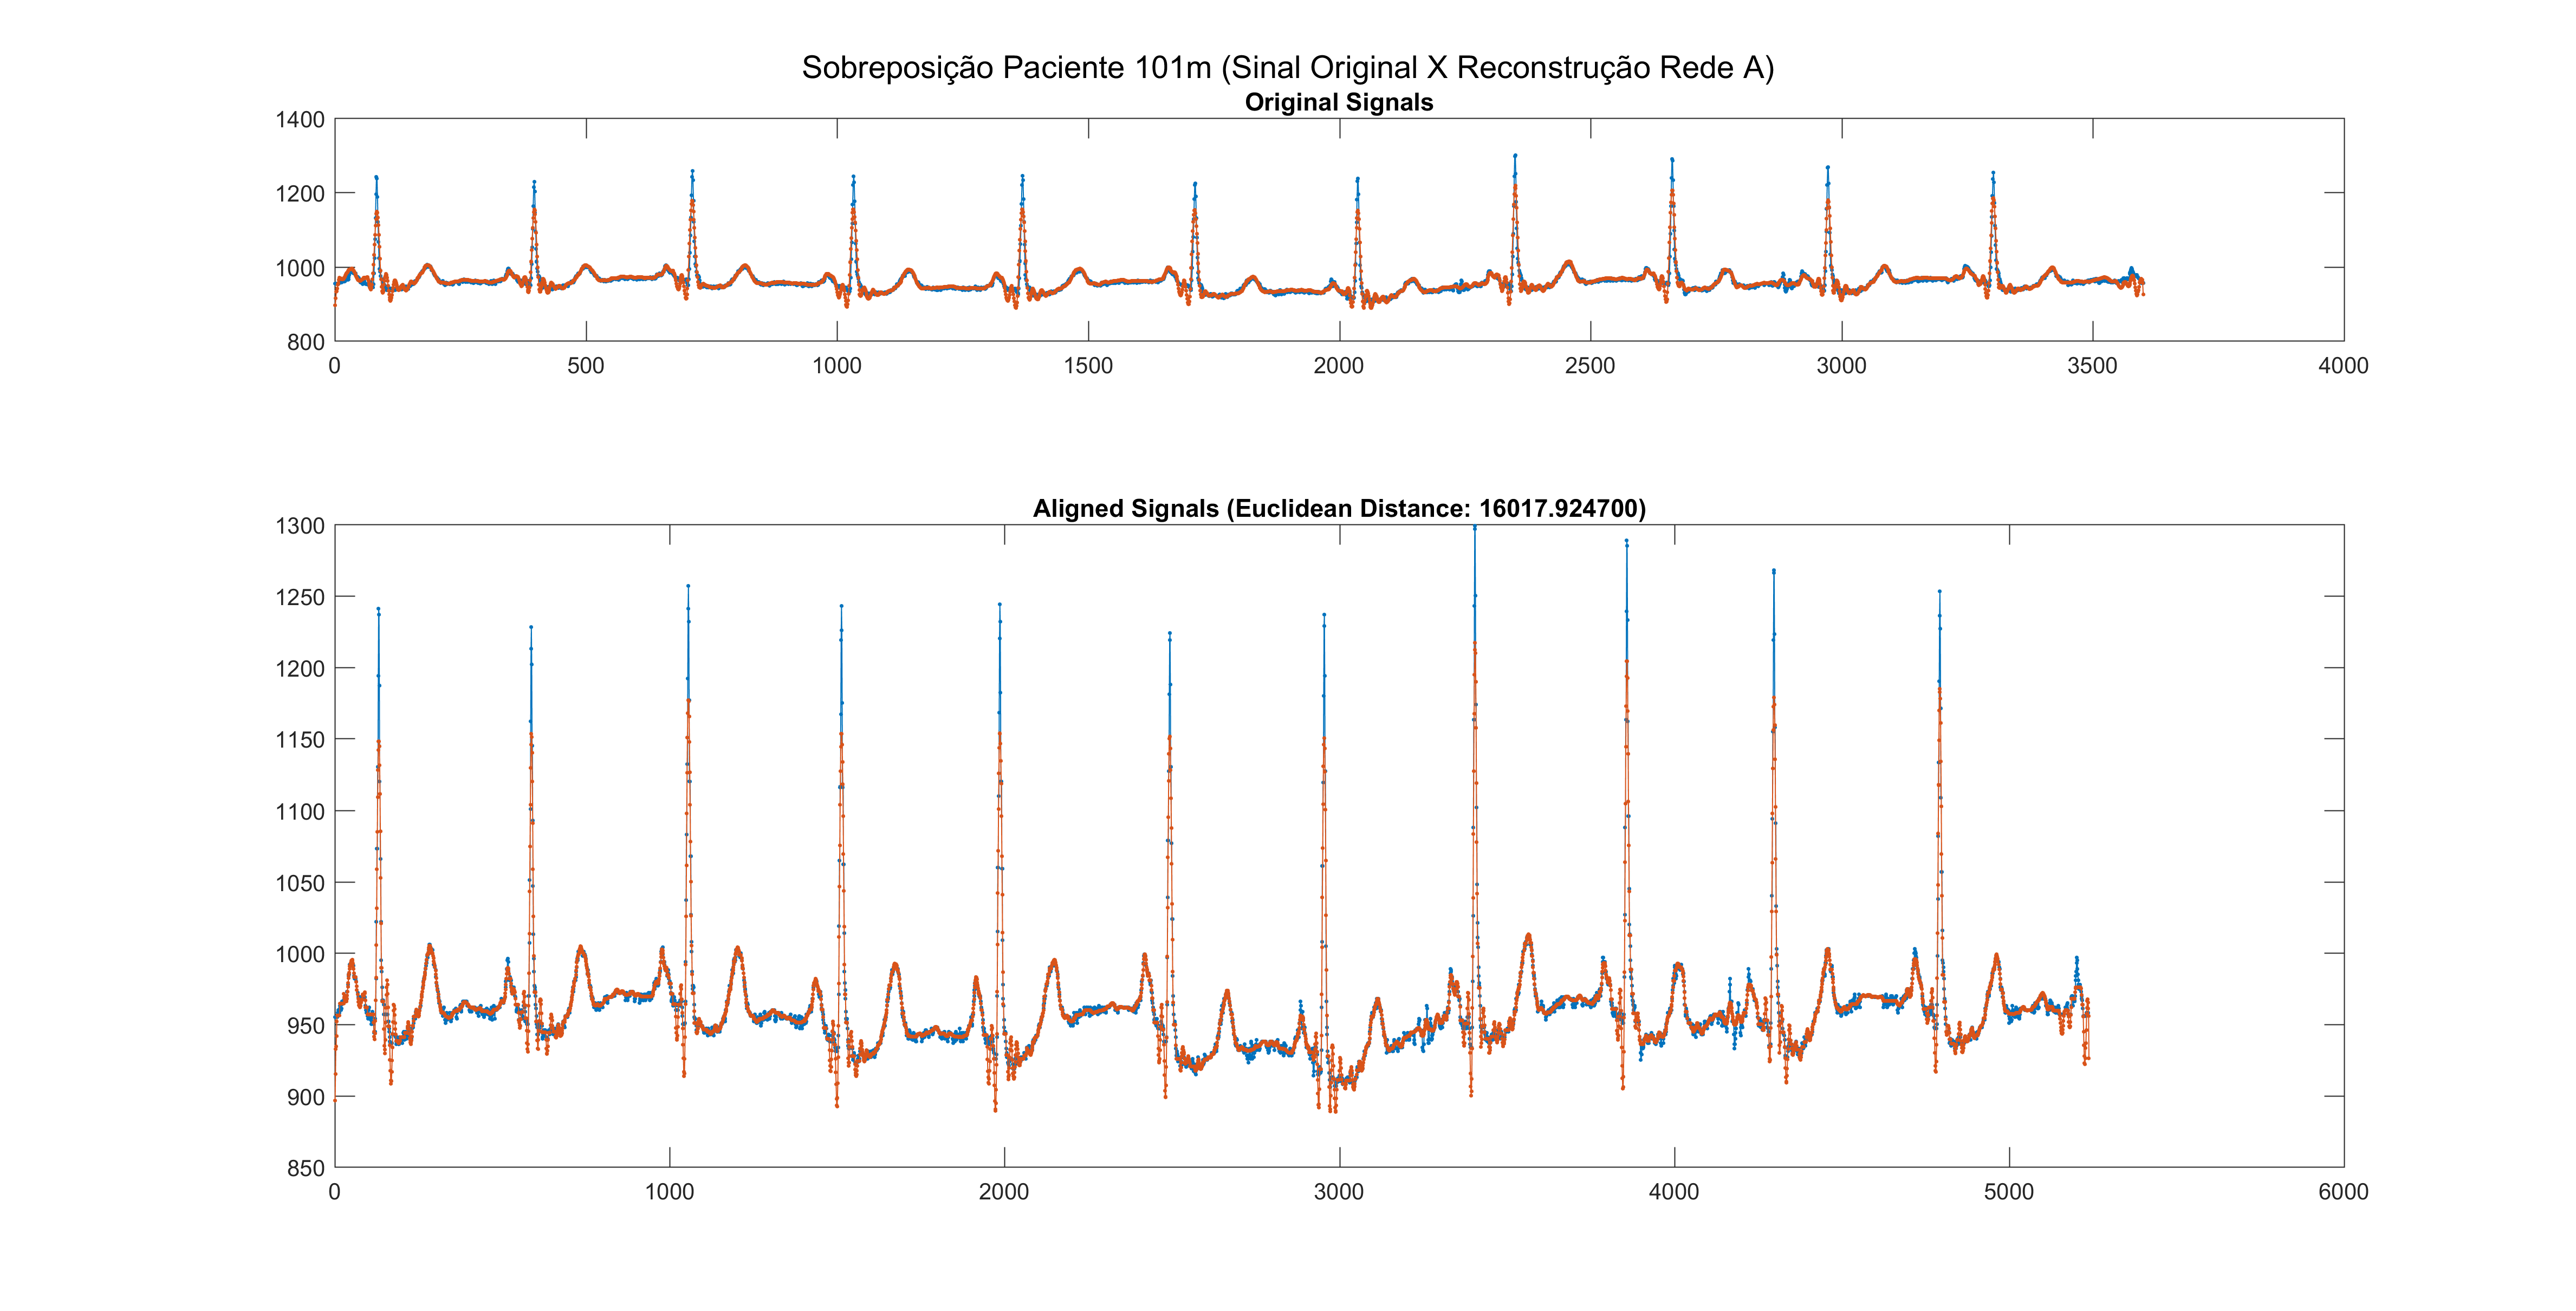 Sobreposição Paciente 101m (Sinal Original X Reconstrução Rede A)
Original Signals
1400
1200
1000
800
0 500 1000 1500 2000 2500 3000 3500 4000
Aligned Signals (Euclidean Distance: 16017.924700)
1300
1250
1200
1150
1100
1050
1000
950
900
850
0 1000 2000 3000 4000 5000 6000